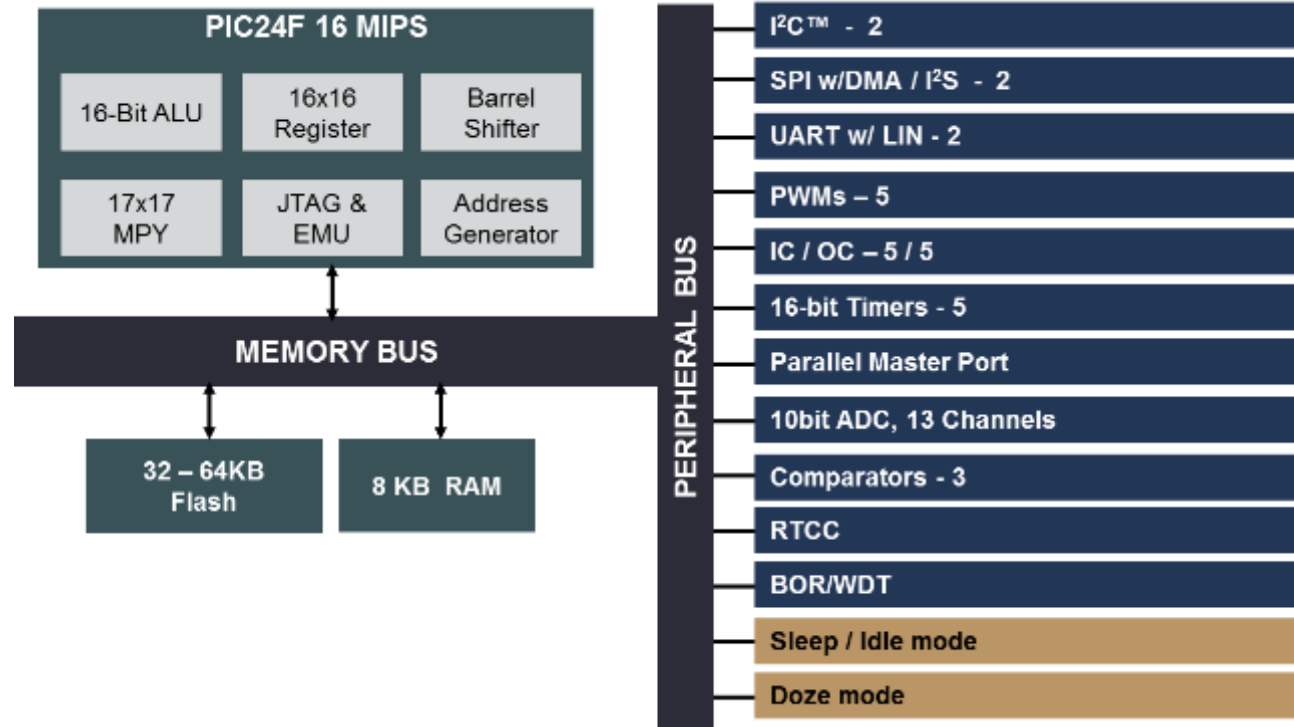 PIC24F 16 MIPS
16-Bit ALU
16x16
Register
Barrel
Shifter
17x17
MPY
JTAG &
EMU
Address
Generator
MEMORY BUS
32 – 64KB
Flash
8 KB RAM
PERIPHERAL BUS
I²C™ - 2
SPI w/DMA / I²S - 2
UART w/ LIN - 2
PWMs – 5
IC / OC – 5 / 5
16-bit Timers - 5
Parallel Master Port
10bit ADC, 13 Channels
Comparators - 3
RTCC
BOR/WDT
Sleep / Idle mode
Doze mode